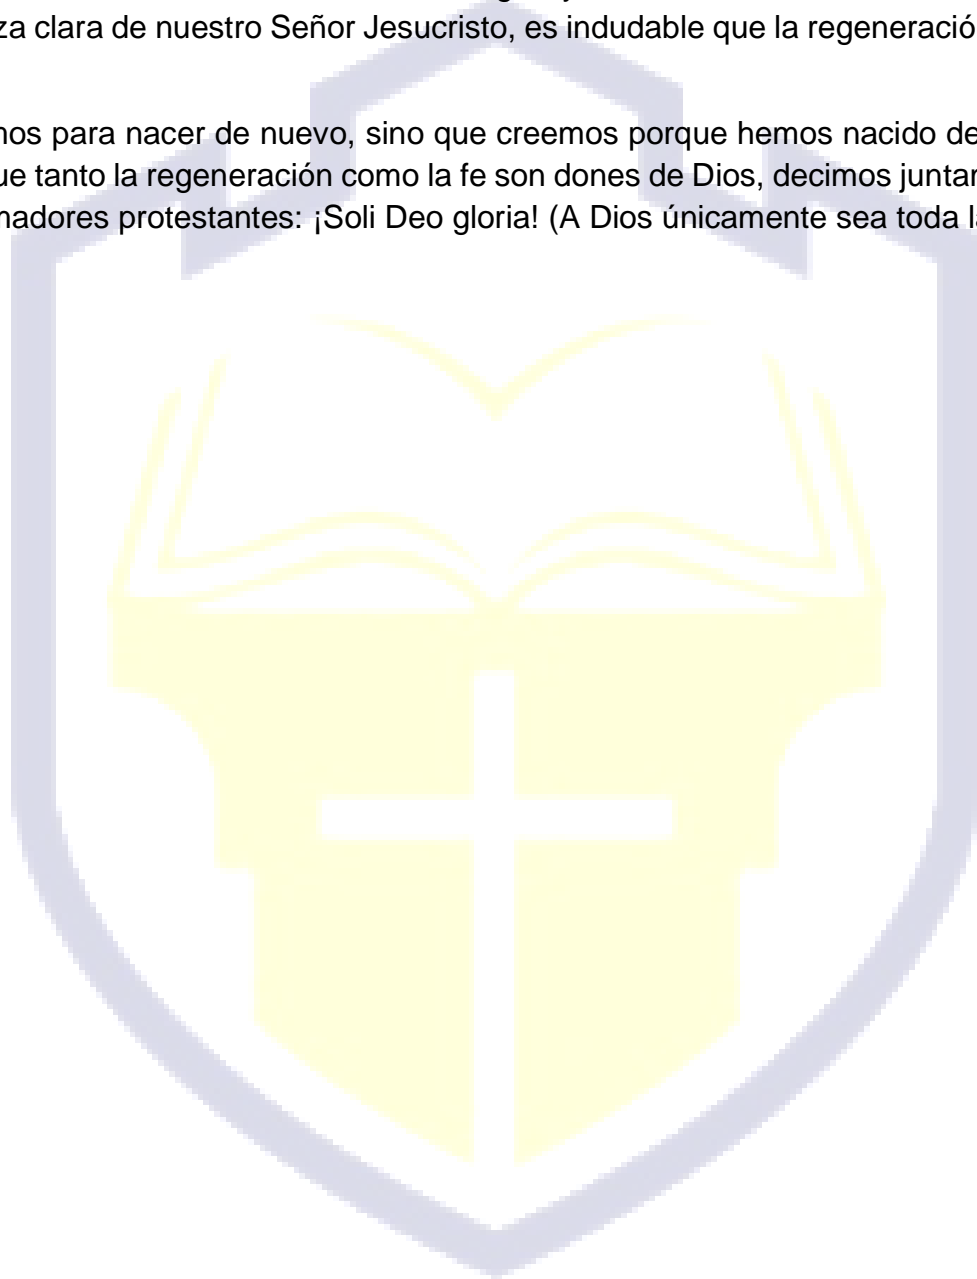 za clara de nuestro Señor Jesucristo, es indudable que la regeneració
nos para nacer de nuevo, sino que creemos porque hemos nacido de
ue tanto la regeneración como la fe son dones de Dios, decimos juntar
madores protestantes: ¡Soli Deo gloria! (A Dios únicamente sea toda la